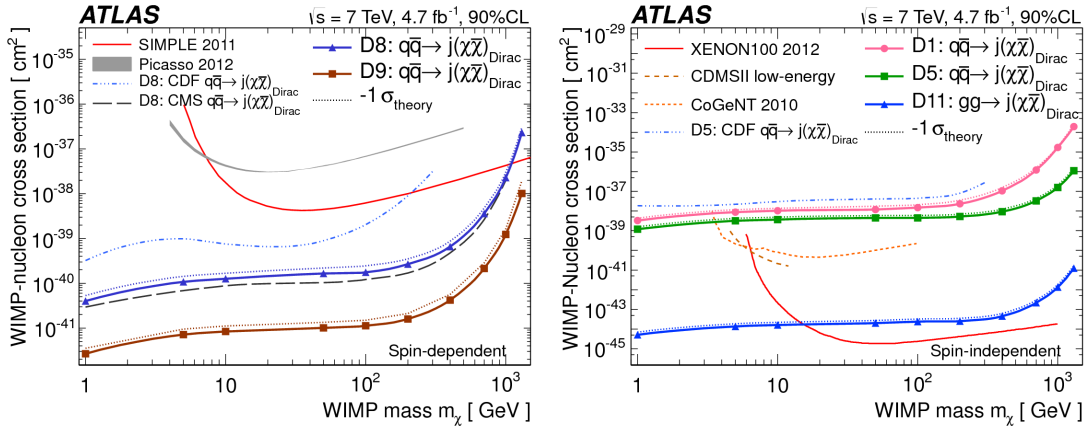 ATLAS √s = 7 TeV, 4.7 fb⁻¹, 90%CL
SIMPLE 2011
Picasso 2012
D8: CDF qq̅→ j(χχ̅)Dirac
D8: CMS qq̅→ j(χχ̅)Dirac
D8: qq̅→ j(χχ̅)Dirac
D9: qq̅→ j(χχ̅)Dirac
-1 σtheory
WIMP-nucleon cross section [ cm² ]
10⁻³⁵
10⁻³⁶
10⁻³⁷
10⁻³⁸
10⁻³⁹
10⁻⁴⁰
10⁻⁴¹
Spin-dependent
1 10 10² 10³
WIMP mass mχ [ GeV ]
ATLAS √s = 7 TeV, 4.7 fb⁻¹, 90%CL
XENON100 2012
CDMSII low-energy
CoGeNT 2010
D5: CDF qq̅→ j(χχ̅)Dirac
D1: qq̅→ j(χχ̅)Dirac
D5: qq̅→ j(χχ̅)Dirac
D11: gg→ j(χχ̅)Dirac
-1 σtheory
WIMP-Nucleon cross section [ cm² ]
10⁻²⁹
10⁻³¹
10⁻³³
10⁻³⁵
10⁻³⁷
10⁻³⁹
10⁻⁴¹
10⁻⁴³
10⁻⁴⁵
Spin-independent
1 10 10² 10³
WIMP mass mχ [ GeV ]